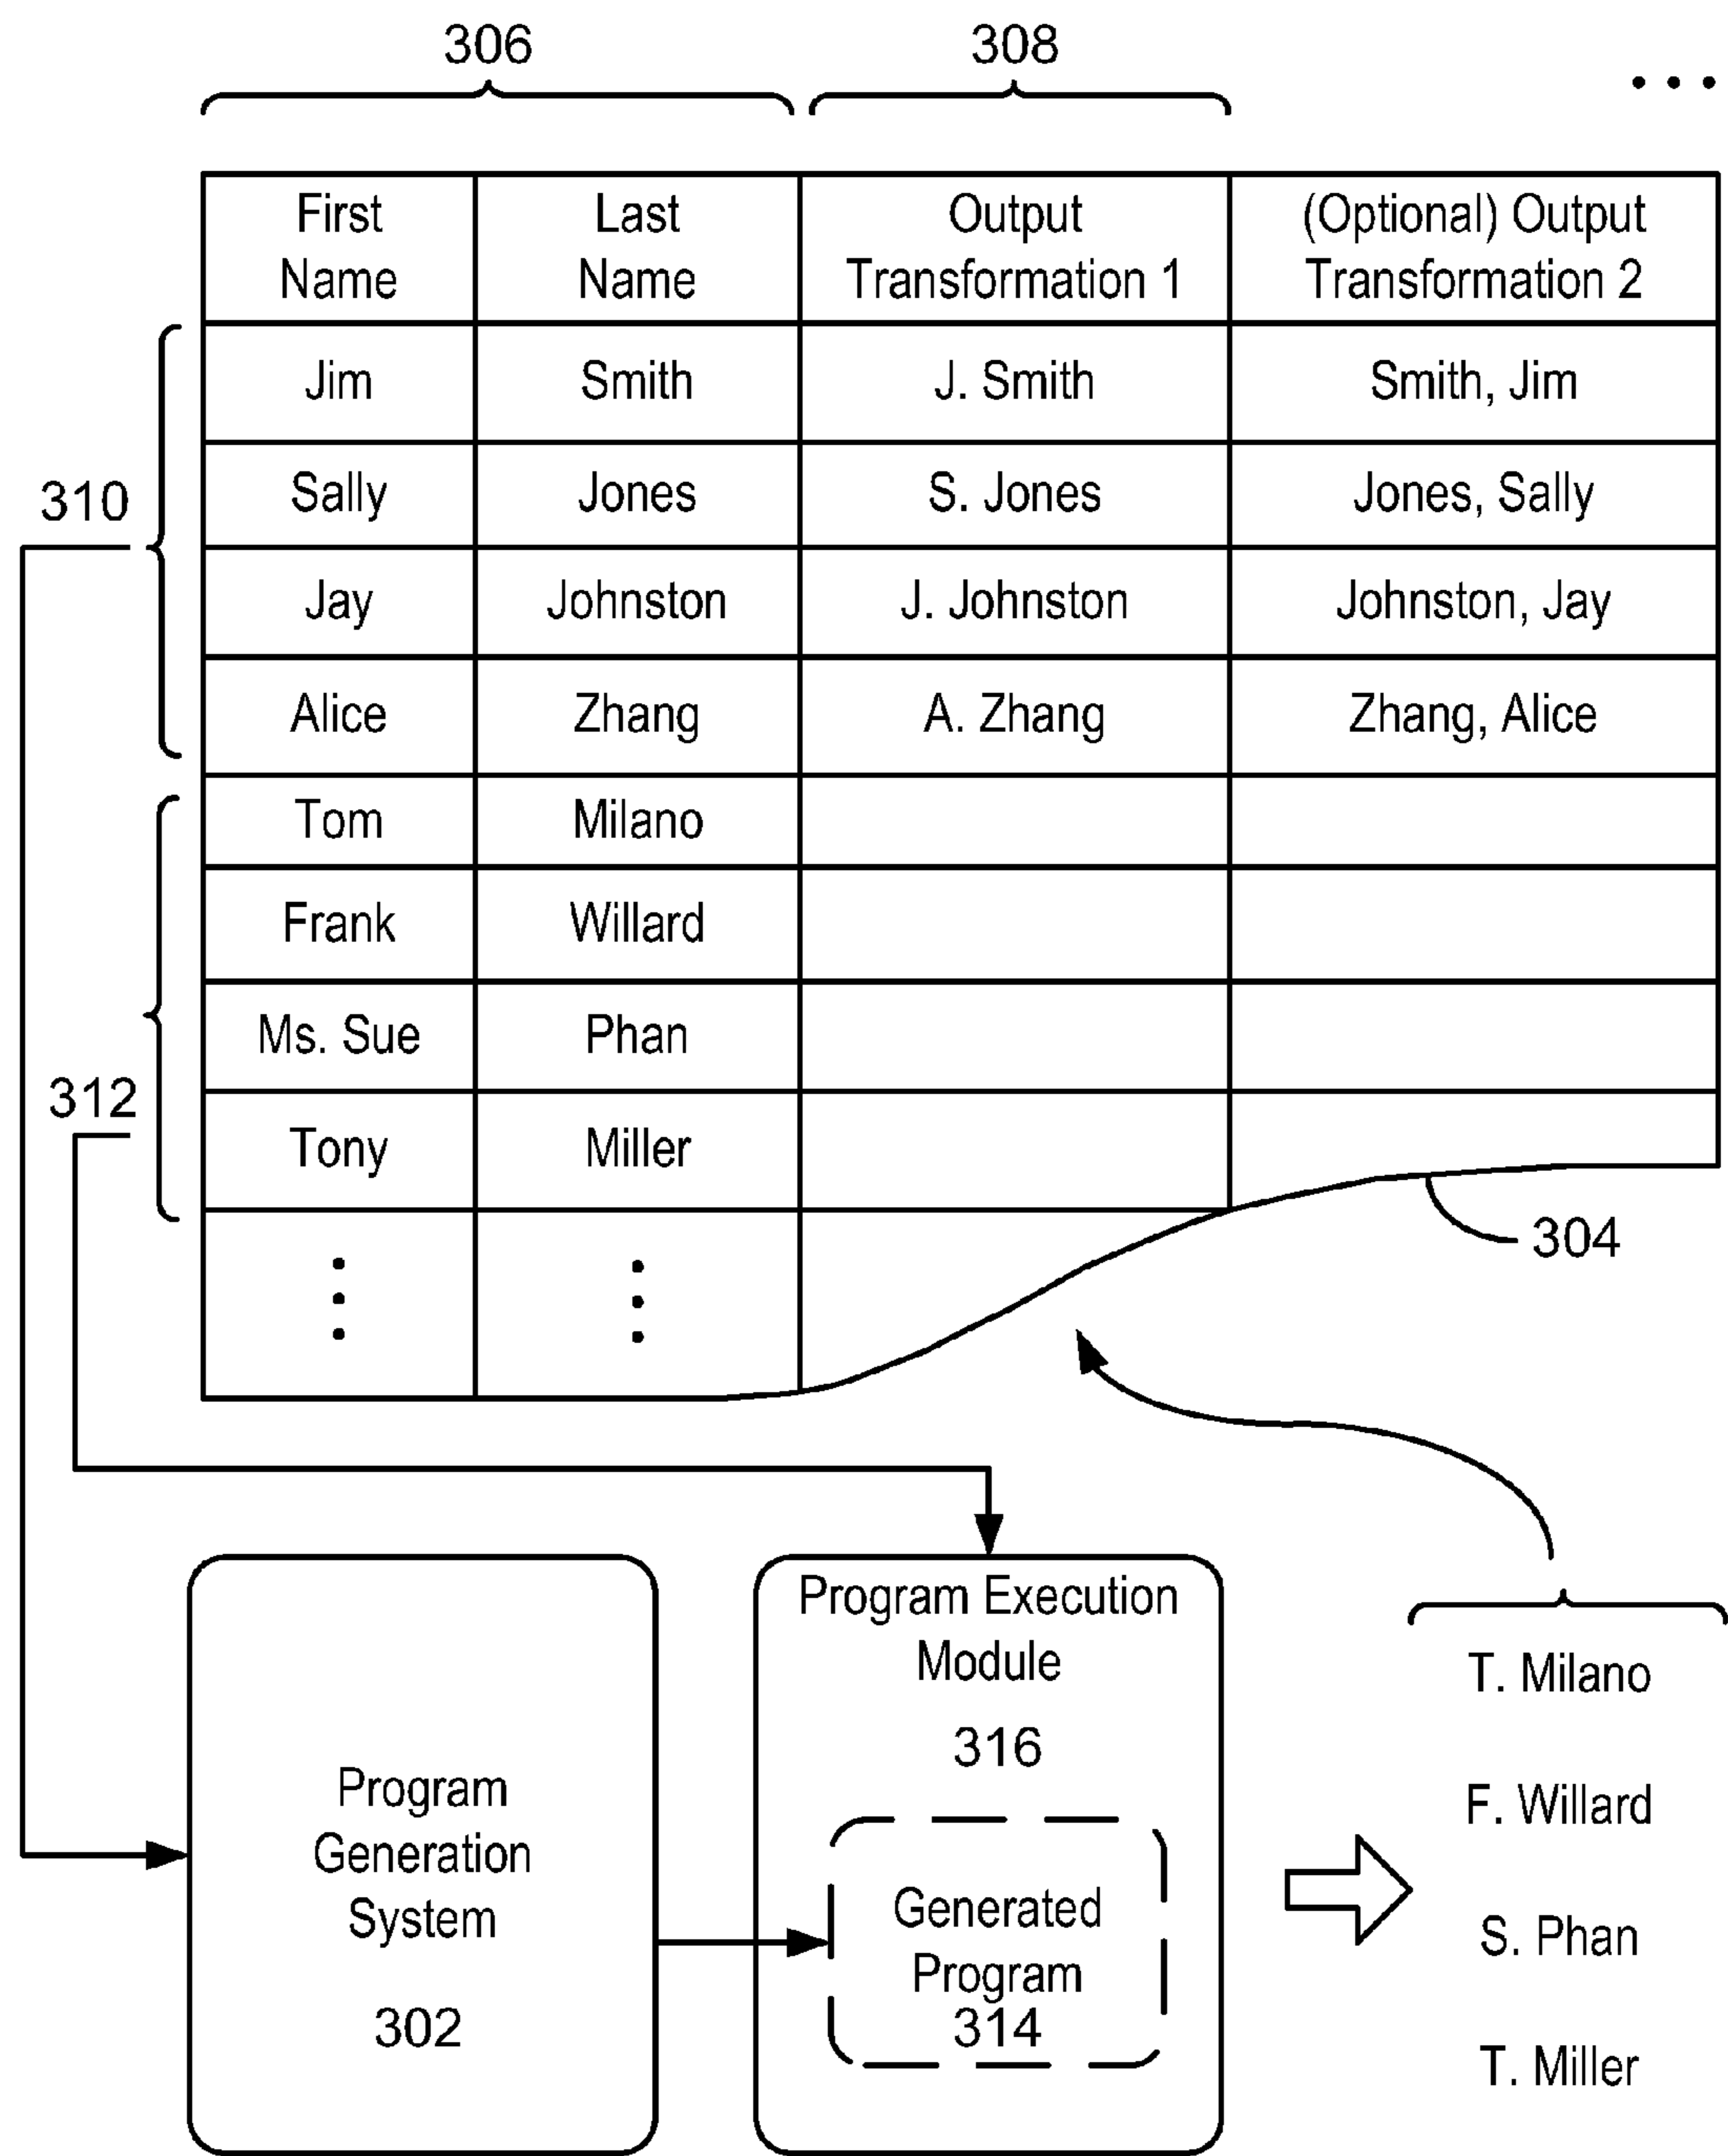 306 308 ...
First Name Last Name Output Transformation 1 (Optional) Output Transformation 2
Jim Smith J. Smith Smith, Jim
310 Sally Jones S. Jones Jones, Sally
Jay Johnston J. Johnston Johnston, Jay
Alice Zhang A. Zhang Zhang, Alice
Tom Milano
Frank Willard
Ms. Sue Phan
312
Tony Miller
304
Program
Generation
System
302
Program Execution
Module
316
Generated
Program
314
T. Milano
F. Willard
S. Phan
T. Miller